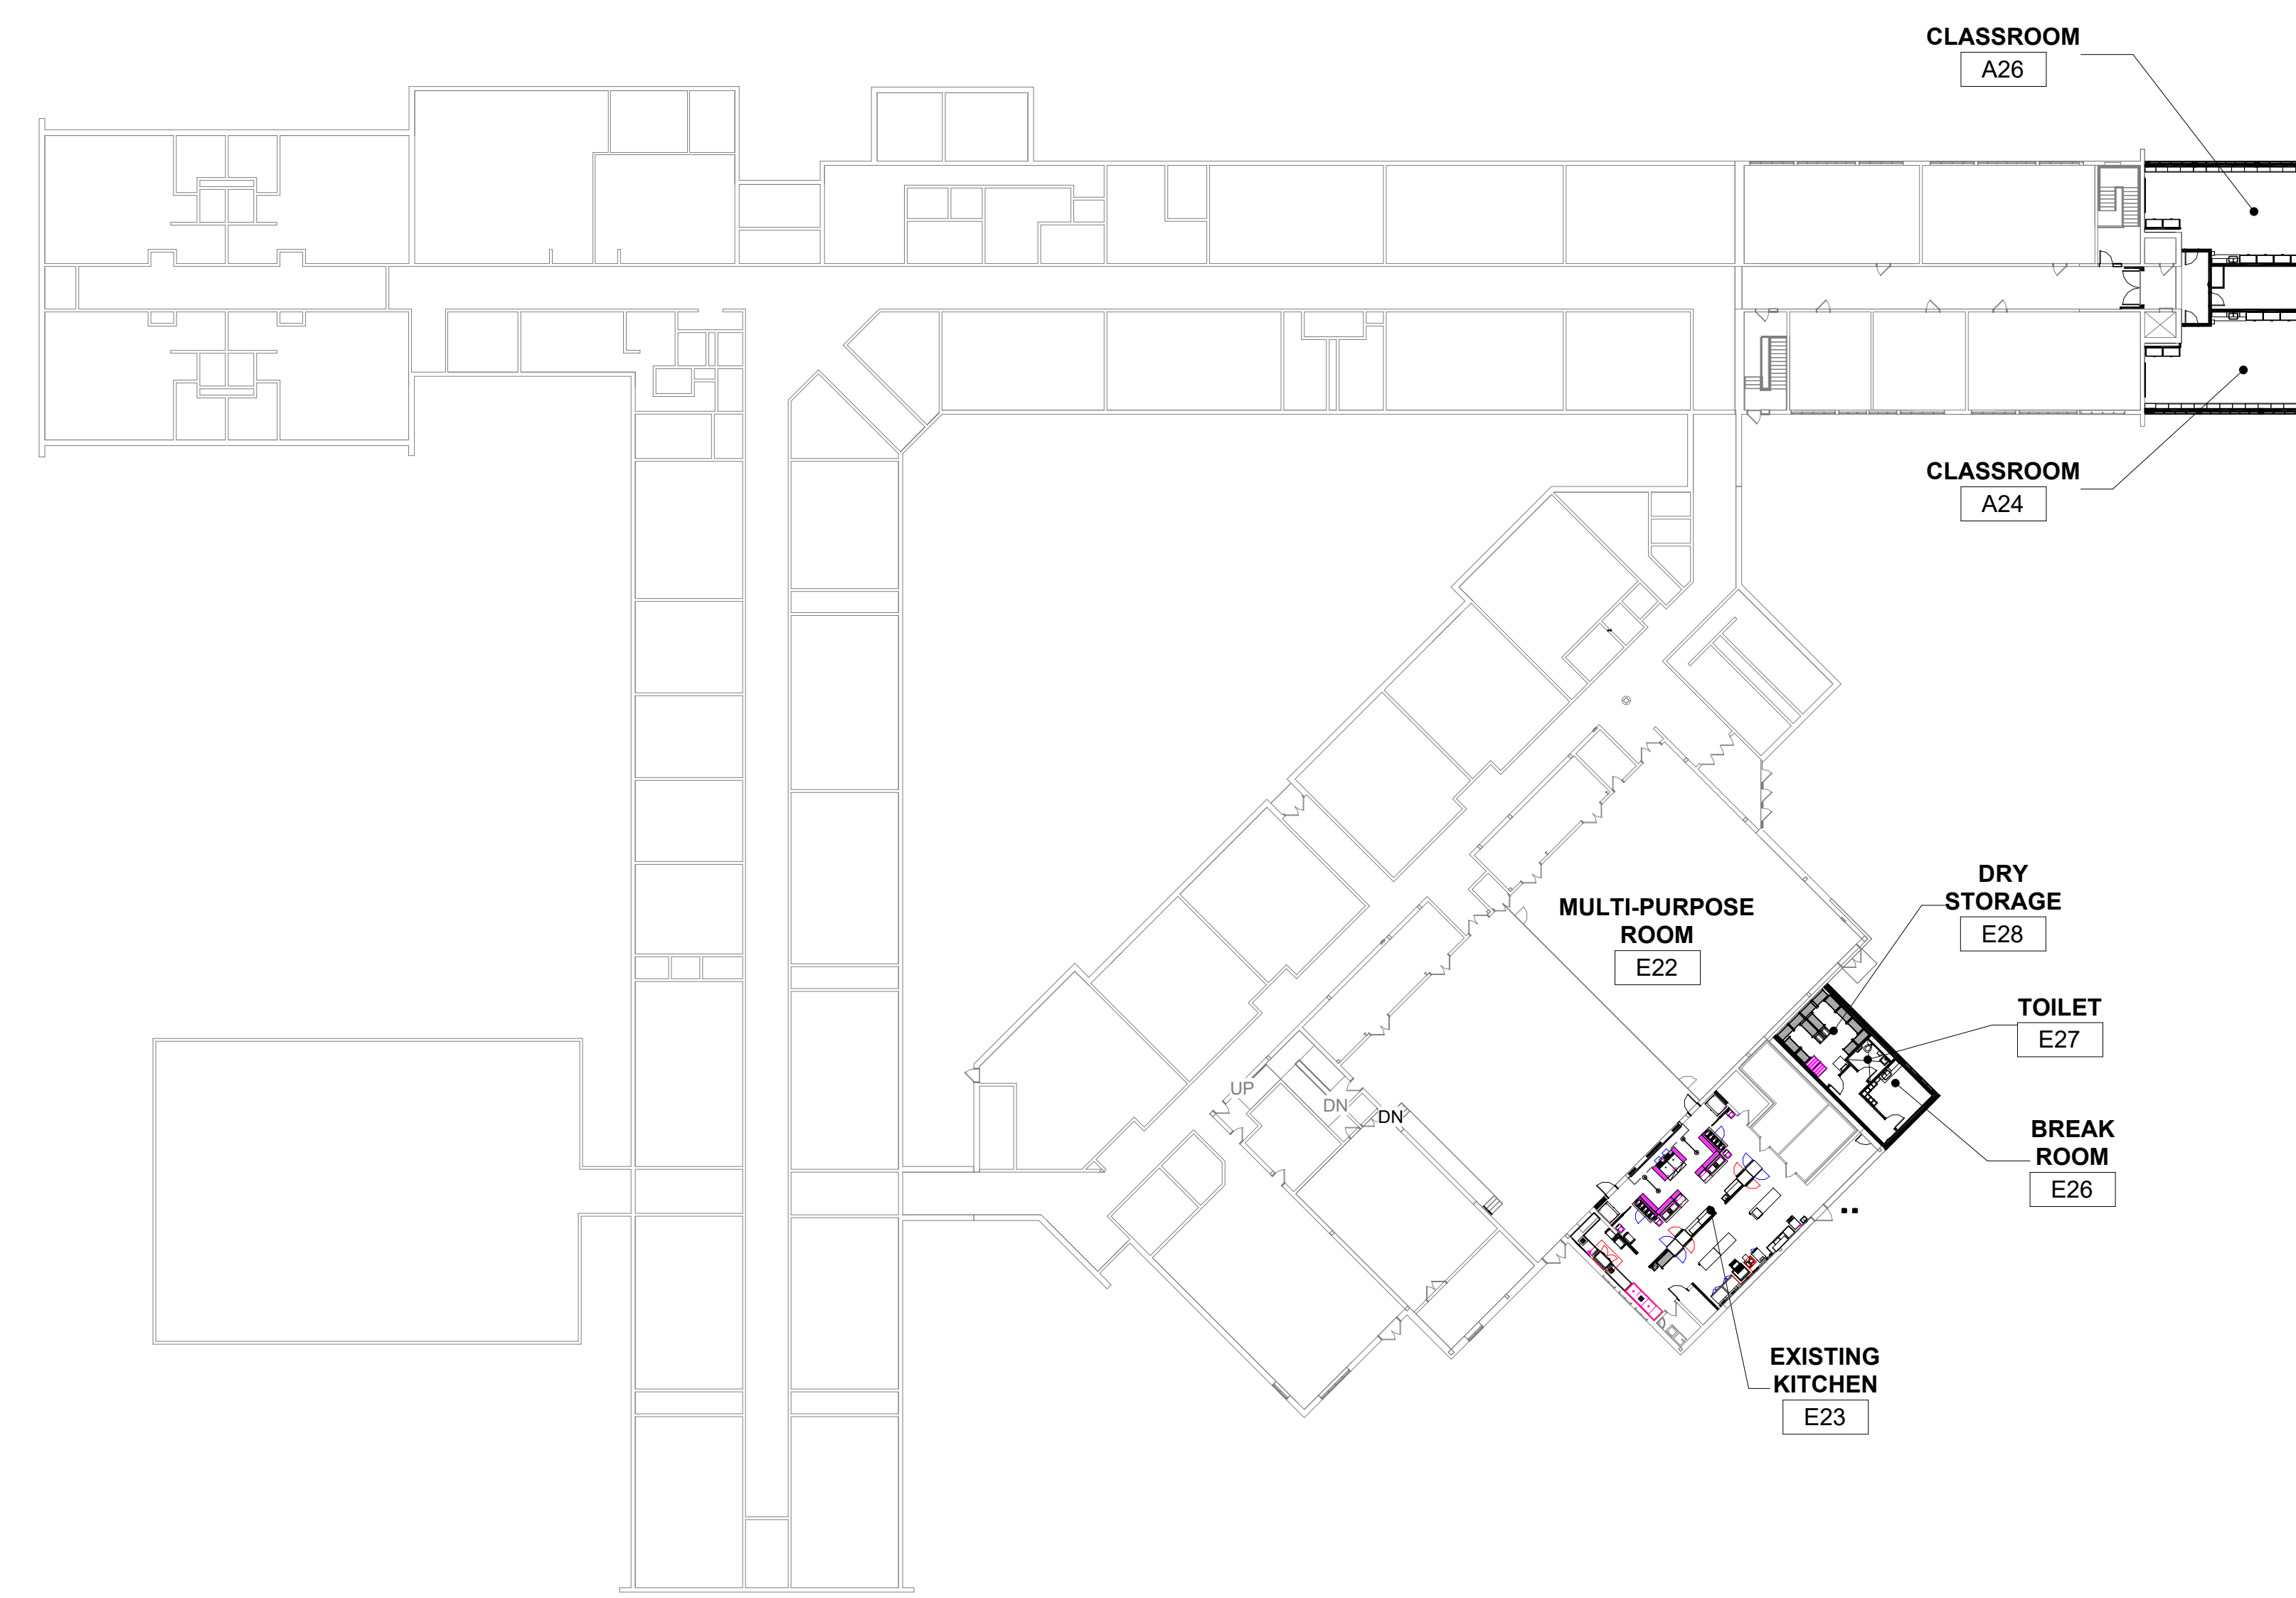 CLASSROOM
A26
CLASSROOM
A24
DRY
STORAGE
E28
MULTI-PURPOSE
ROOM
E22
TOILET
E27
UP
DN
DN
BREAK
ROOM
E26
EXISTING
KITCHEN
E23